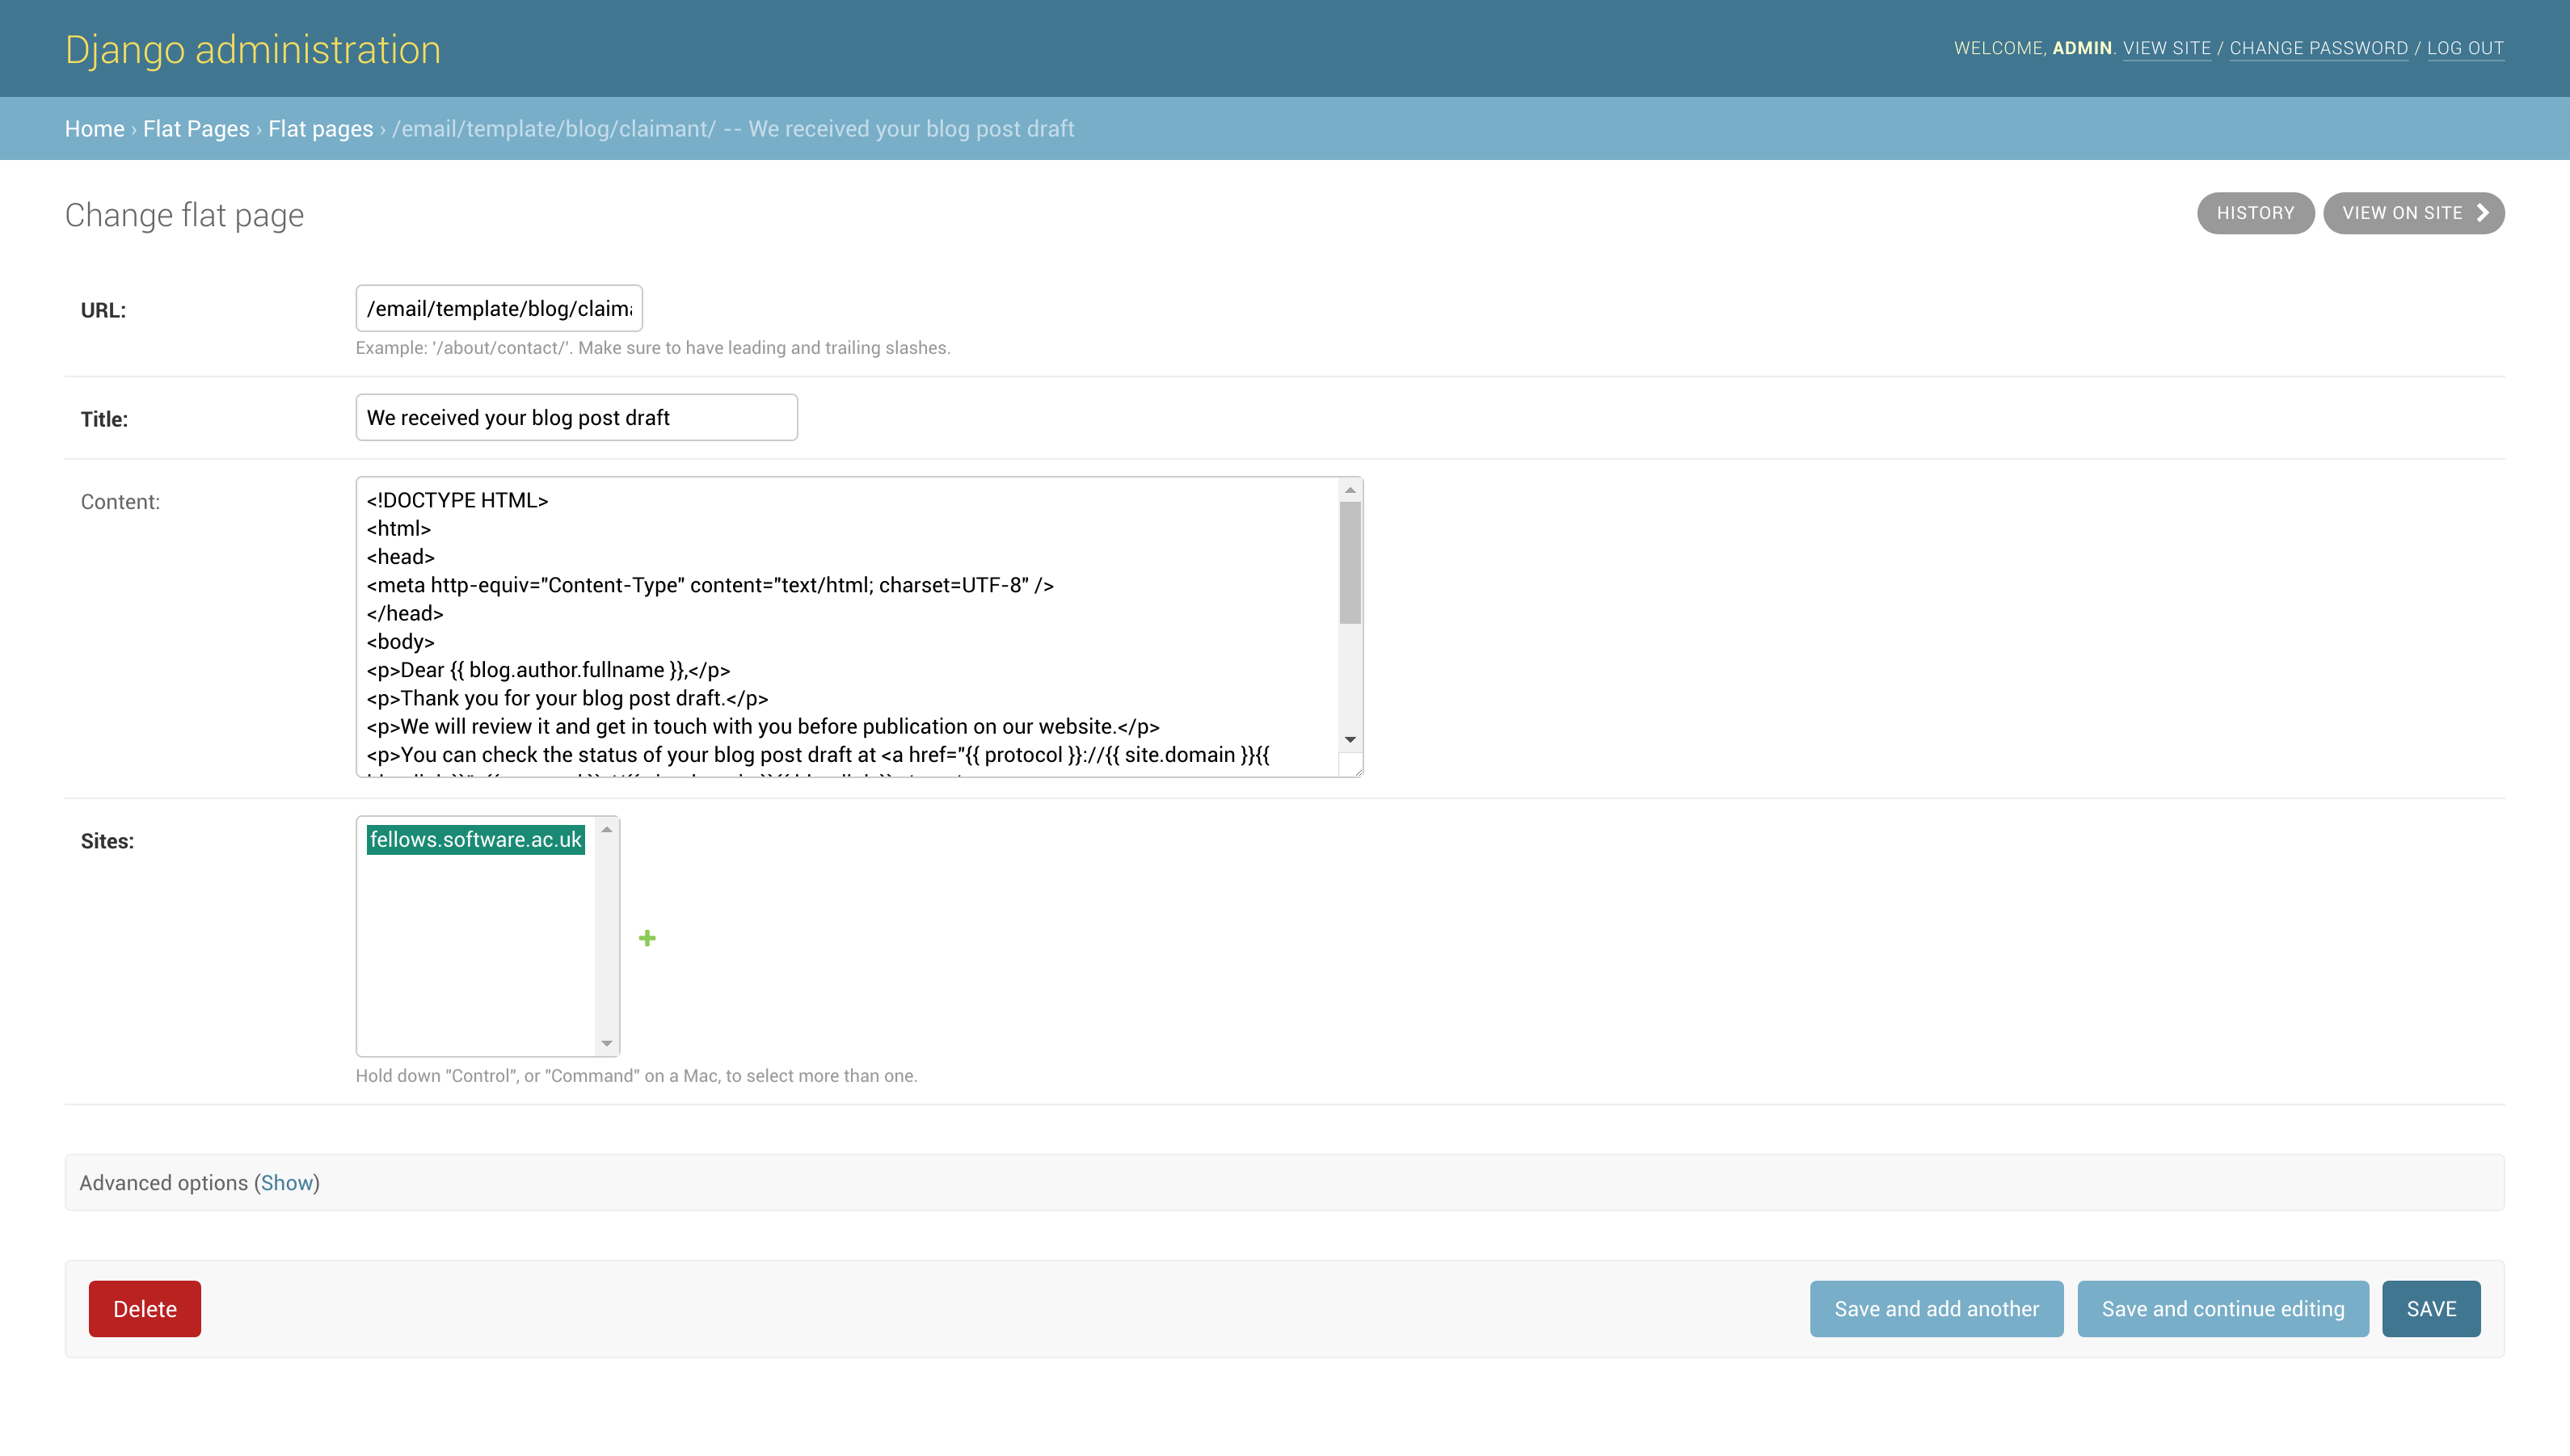 Django administration
WELCOME, ADMIN. VIEW SITE / CHANGE PASSWORD / LOG OUT
Home › Flat Pages › Flat pages › /email/template/blog/claimant/ -- We received your blog post draft
Change flat page
HISTORY
VIEW ON SITE
URL:
/email/template/blog/claim
Example: '/about/contact/'. Make sure to have leading and trailing slashes.
Title:
We received your blog post draft
Content:
<!DOCTYPE HTML>
<html>
<head>
<meta http-equiv="Content-Type" content="text/html; charset=UTF-8" />
</head>
<body>
<p>Dear {{ blog.author.fullname }},</p>
<p>Thank you for your blog post draft.</p>
<p>We will review it and get in touch with you before publication on our website.</p>
<p>You can check the status of your blog post draft at <a href="{{ protocol }}://{{ site.domain }}{{
Sites:
fellows.software.ac.uk
Hold down "Control", or "Command" on a Mac, to select more than one.
Advanced options (Show)
Delete
Save and add another
Save and continue editing
SAVE